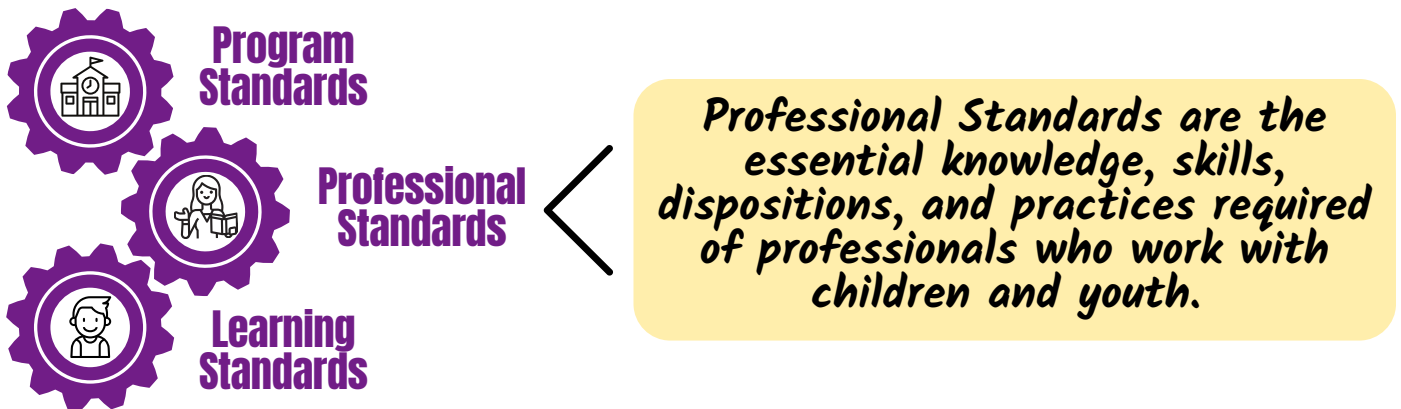 Program
Standards
Professional
Standards
Learning
Standards
Professional Standards are the
essential knowledge, skills,
dispositions, and practices required
of professionals who work with
children and youth.